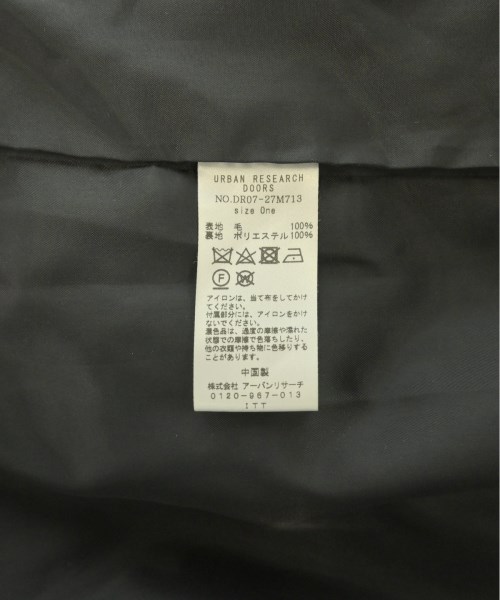 URBAN RESEARCH
DOORS
NO.DR07-27M713
size One
表地 毛 100%
裏地 ポリエステル100%
アイロンは、当て布をしてかけ
てください。
付属部分には、アイロンをかけ
ないでください。
濃色品は、過度の摩擦や濡れた
状態での摩擦で色落ちしたり、
他の衣類や持ち物に色移りする
ことがあります。
中国製
株式会社 アーバンリサーチ
0120-967-013
ITT